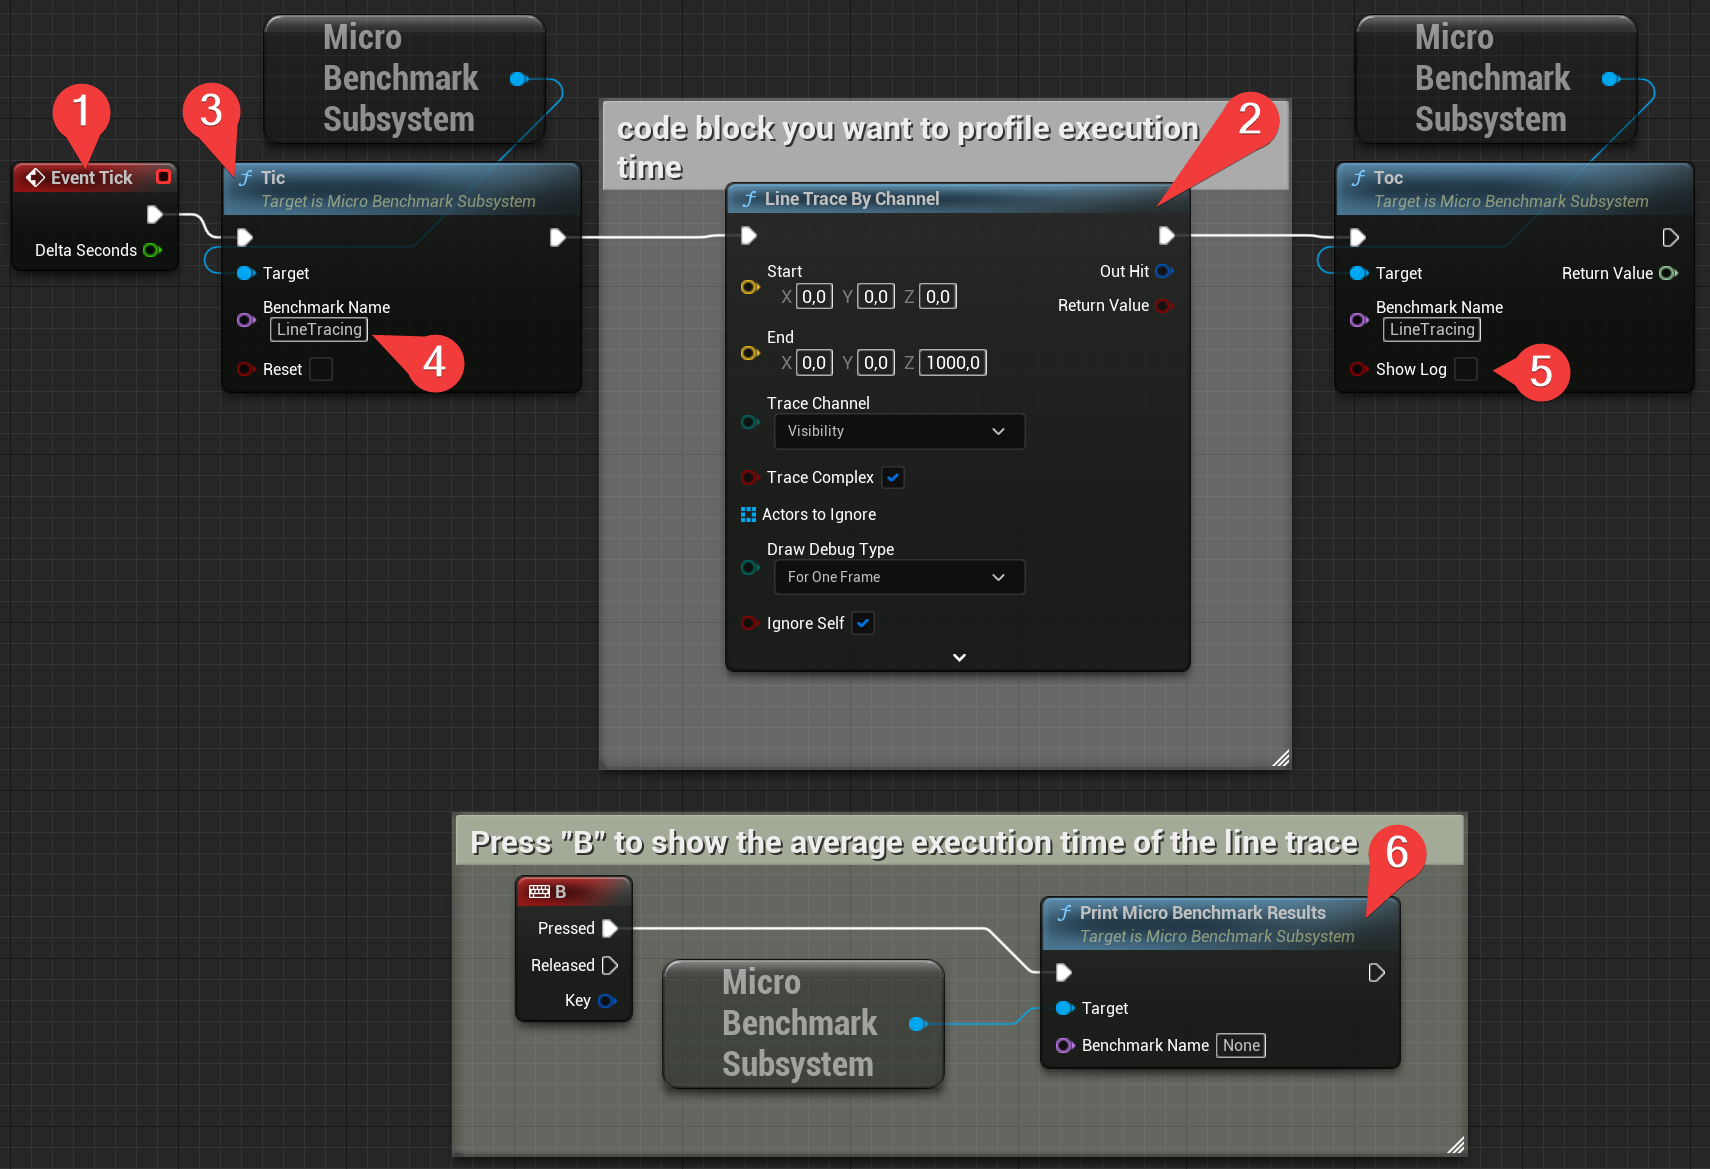 Micro
Benchmark
Subsystem
Micro
Benchmark
Subsystem
1
3
2
code block you want to profile execution
time
Event Tick
Delta Seconds
f Tic
Target is Micro Benchmark Subsystem
Target
Benchmark Name
LineTracing
Reset
4
f Line Trace By Channel
Start
X 0,0 Y 0,0 Z 0,0
End
X 0,0 Y 0,0 Z 1000,0
Trace Channel
Visibility
Trace Complex
Actors to Ignore
Draw Debug Type
For One Frame
Ignore Self
Out Hit
Return Value
f Toc
Target is Micro Benchmark Subsystem
Target
Return Value
Benchmark Name
LineTracing
Show Log
5
Press "B" to show the average execution time of the line trace
6
B
Pressed
Released
Key
Micro
Benchmark
Subsystem
f Print Micro Benchmark Results
Target is Micro Benchmark Subsystem
Target
Benchmark Name None